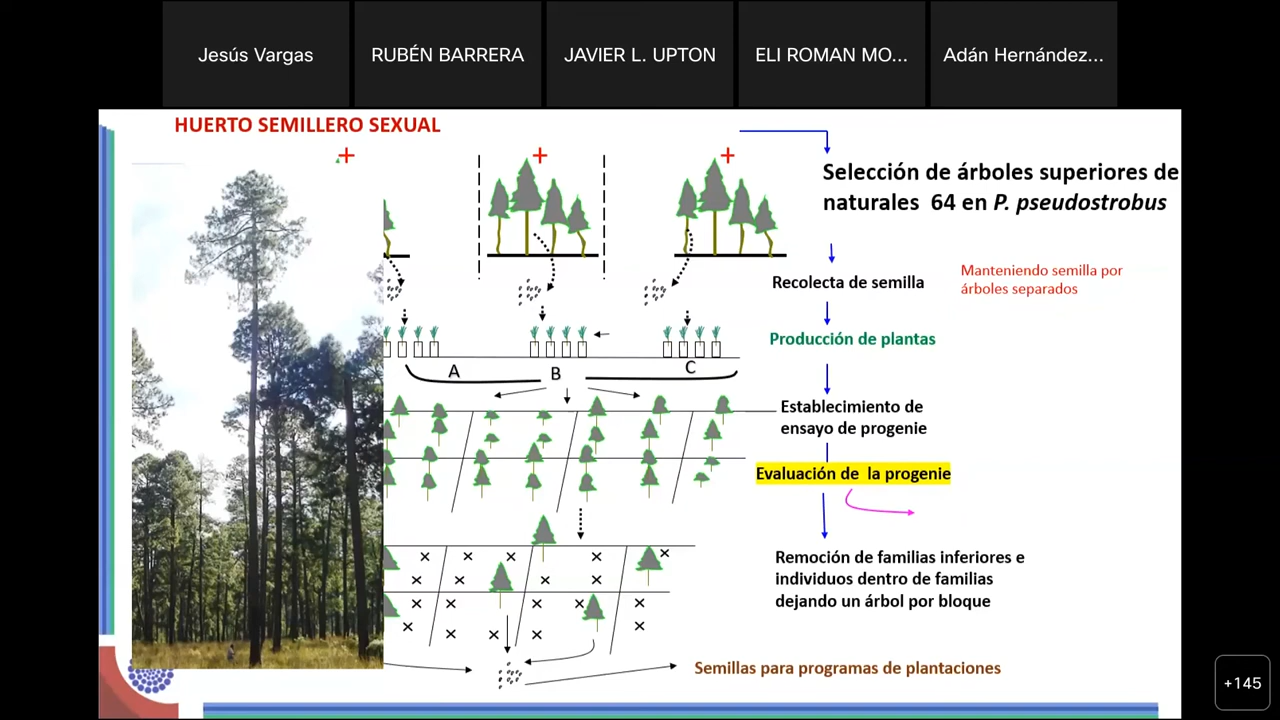 Jesús Vargas
RUBÉN BARRERA
JAVIER L. UPTON
ELI ROMAN MO...
Adán Hernández...
HUERTO SEMILLERO SEXUAL
Selección de árboles superiores de
naturales 64 en P. pseudostrobus
Recolecta de semilla
Manteniendo semilla por
árboles separados
Producción de plantas
A
B
C
Establecimiento de
ensayo de progenie
Evaluación de la progenie
Remoción de familias inferiores e
individuos dentro de familias
dejando un árbol por bloque
Semillas para programas de plantaciones
+145